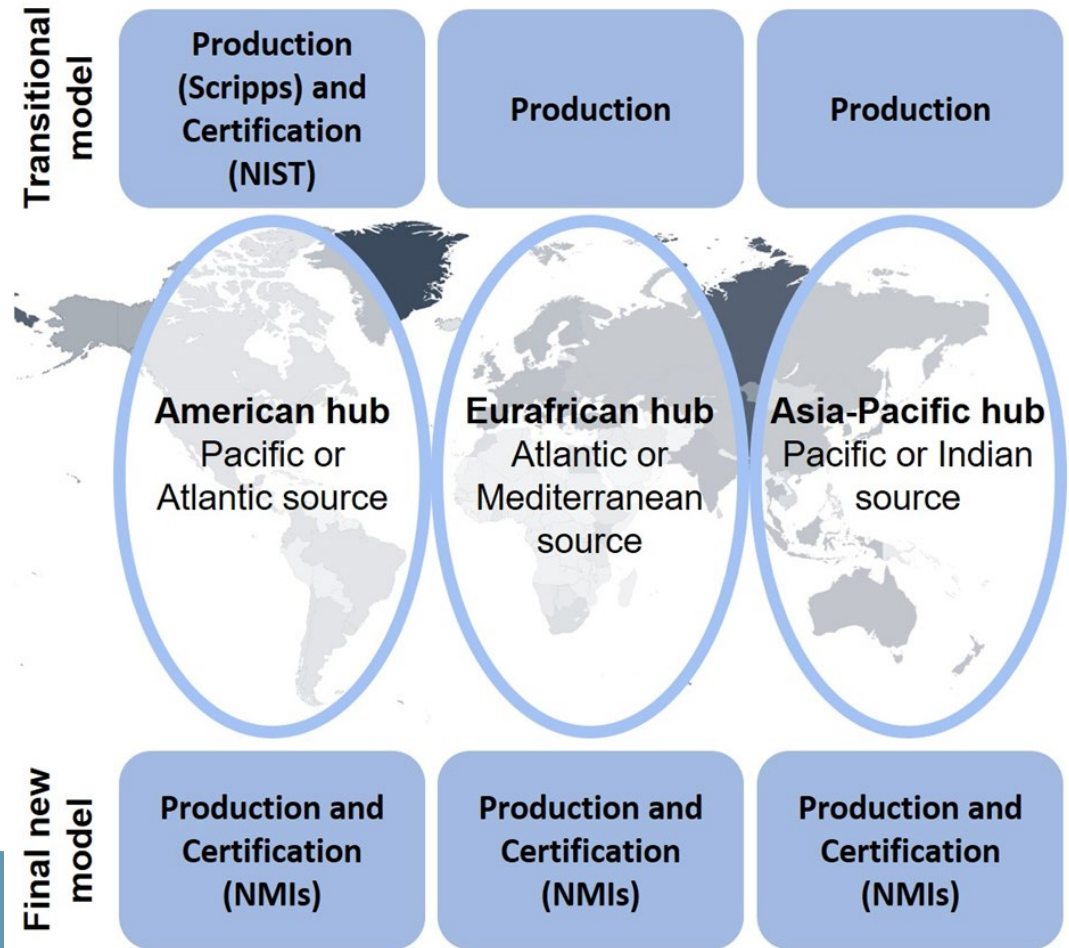 Transitional
model
Production
(Scripps) and
Certification
(NIST)
Production
Production
American hub
Pacific or
Atlantic source
Eurafrican hub
Atlantic or
Mediterranean
source
Asia-Pacific hub
Pacific or Indian
source
Final new
model
Production and
Certification
(NMIs)
Production and
Certification
(NMIs)
Production and
Certification
(NMIs)